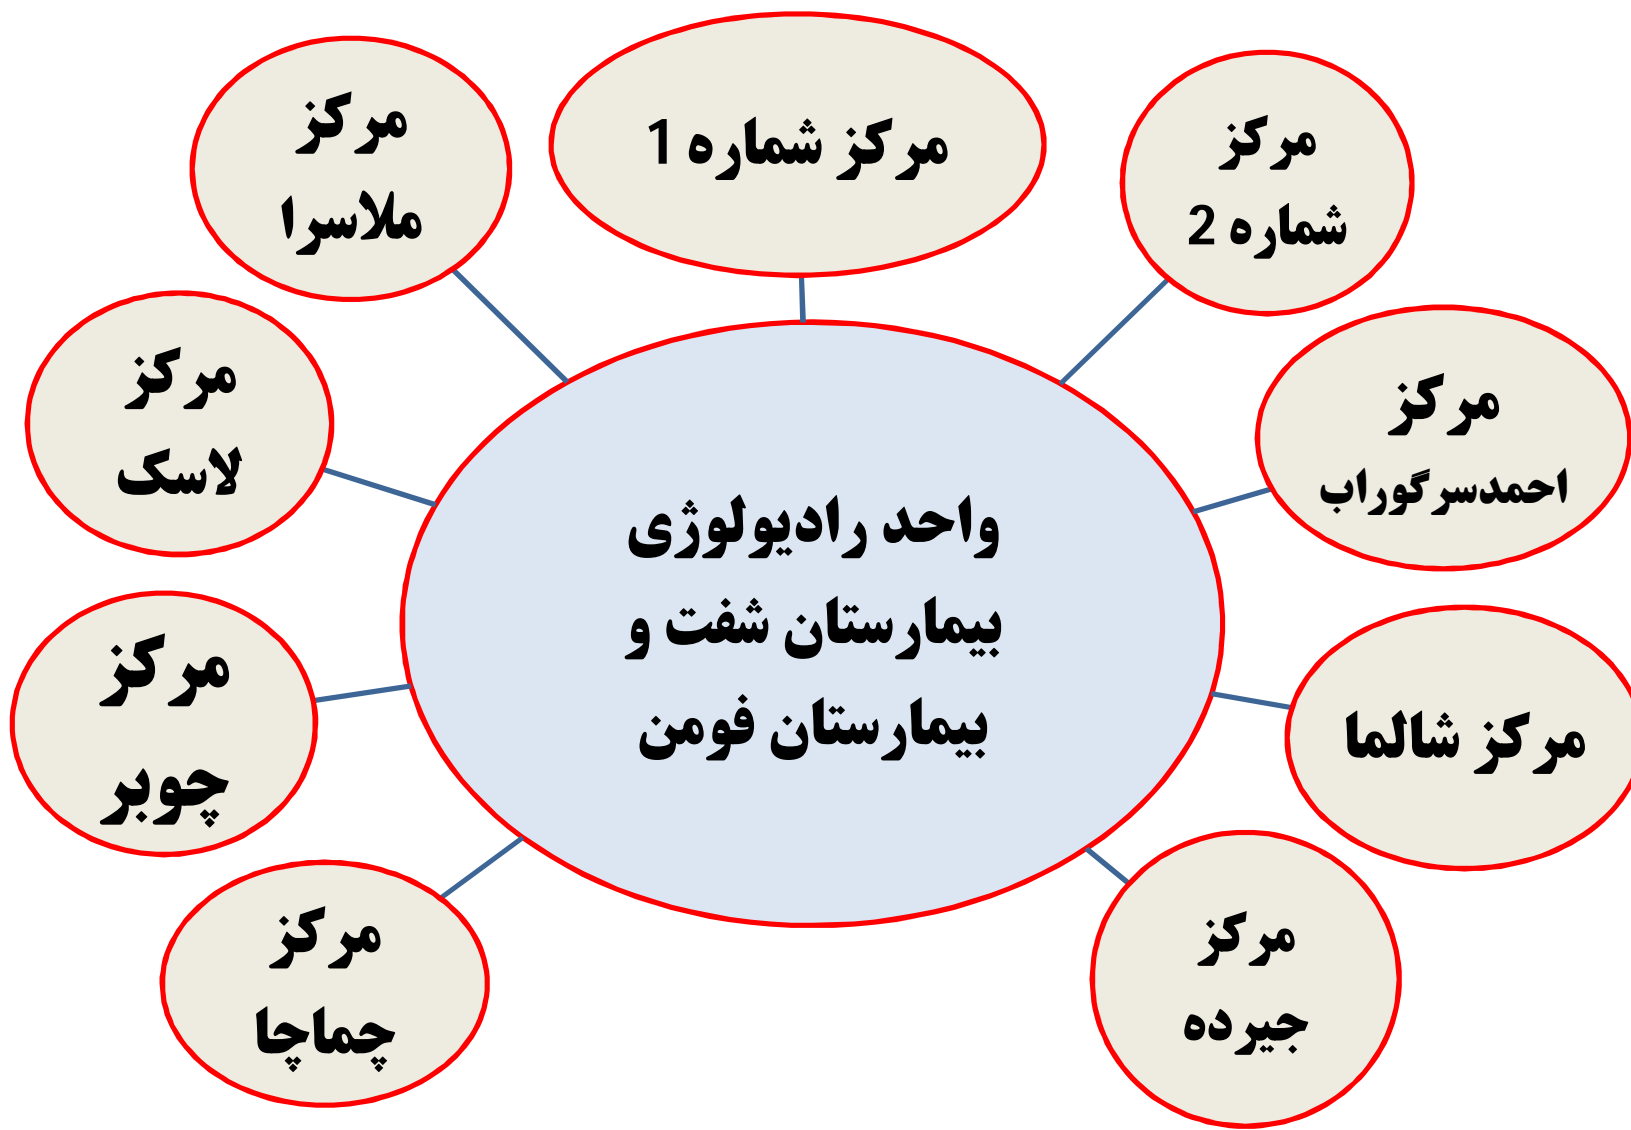 مرکز شماره 1
مرکز
شماره 2
مرکز
احمدسرگوراب
مرکز شالما
مرکز
جیرده
مرکز
چماچا
مرکز
چوبر
مرکز
لاسک
مرکز
ملاسرا
واحد رادیولوژی
بیمارستان شفت و
بیمارستان فومن